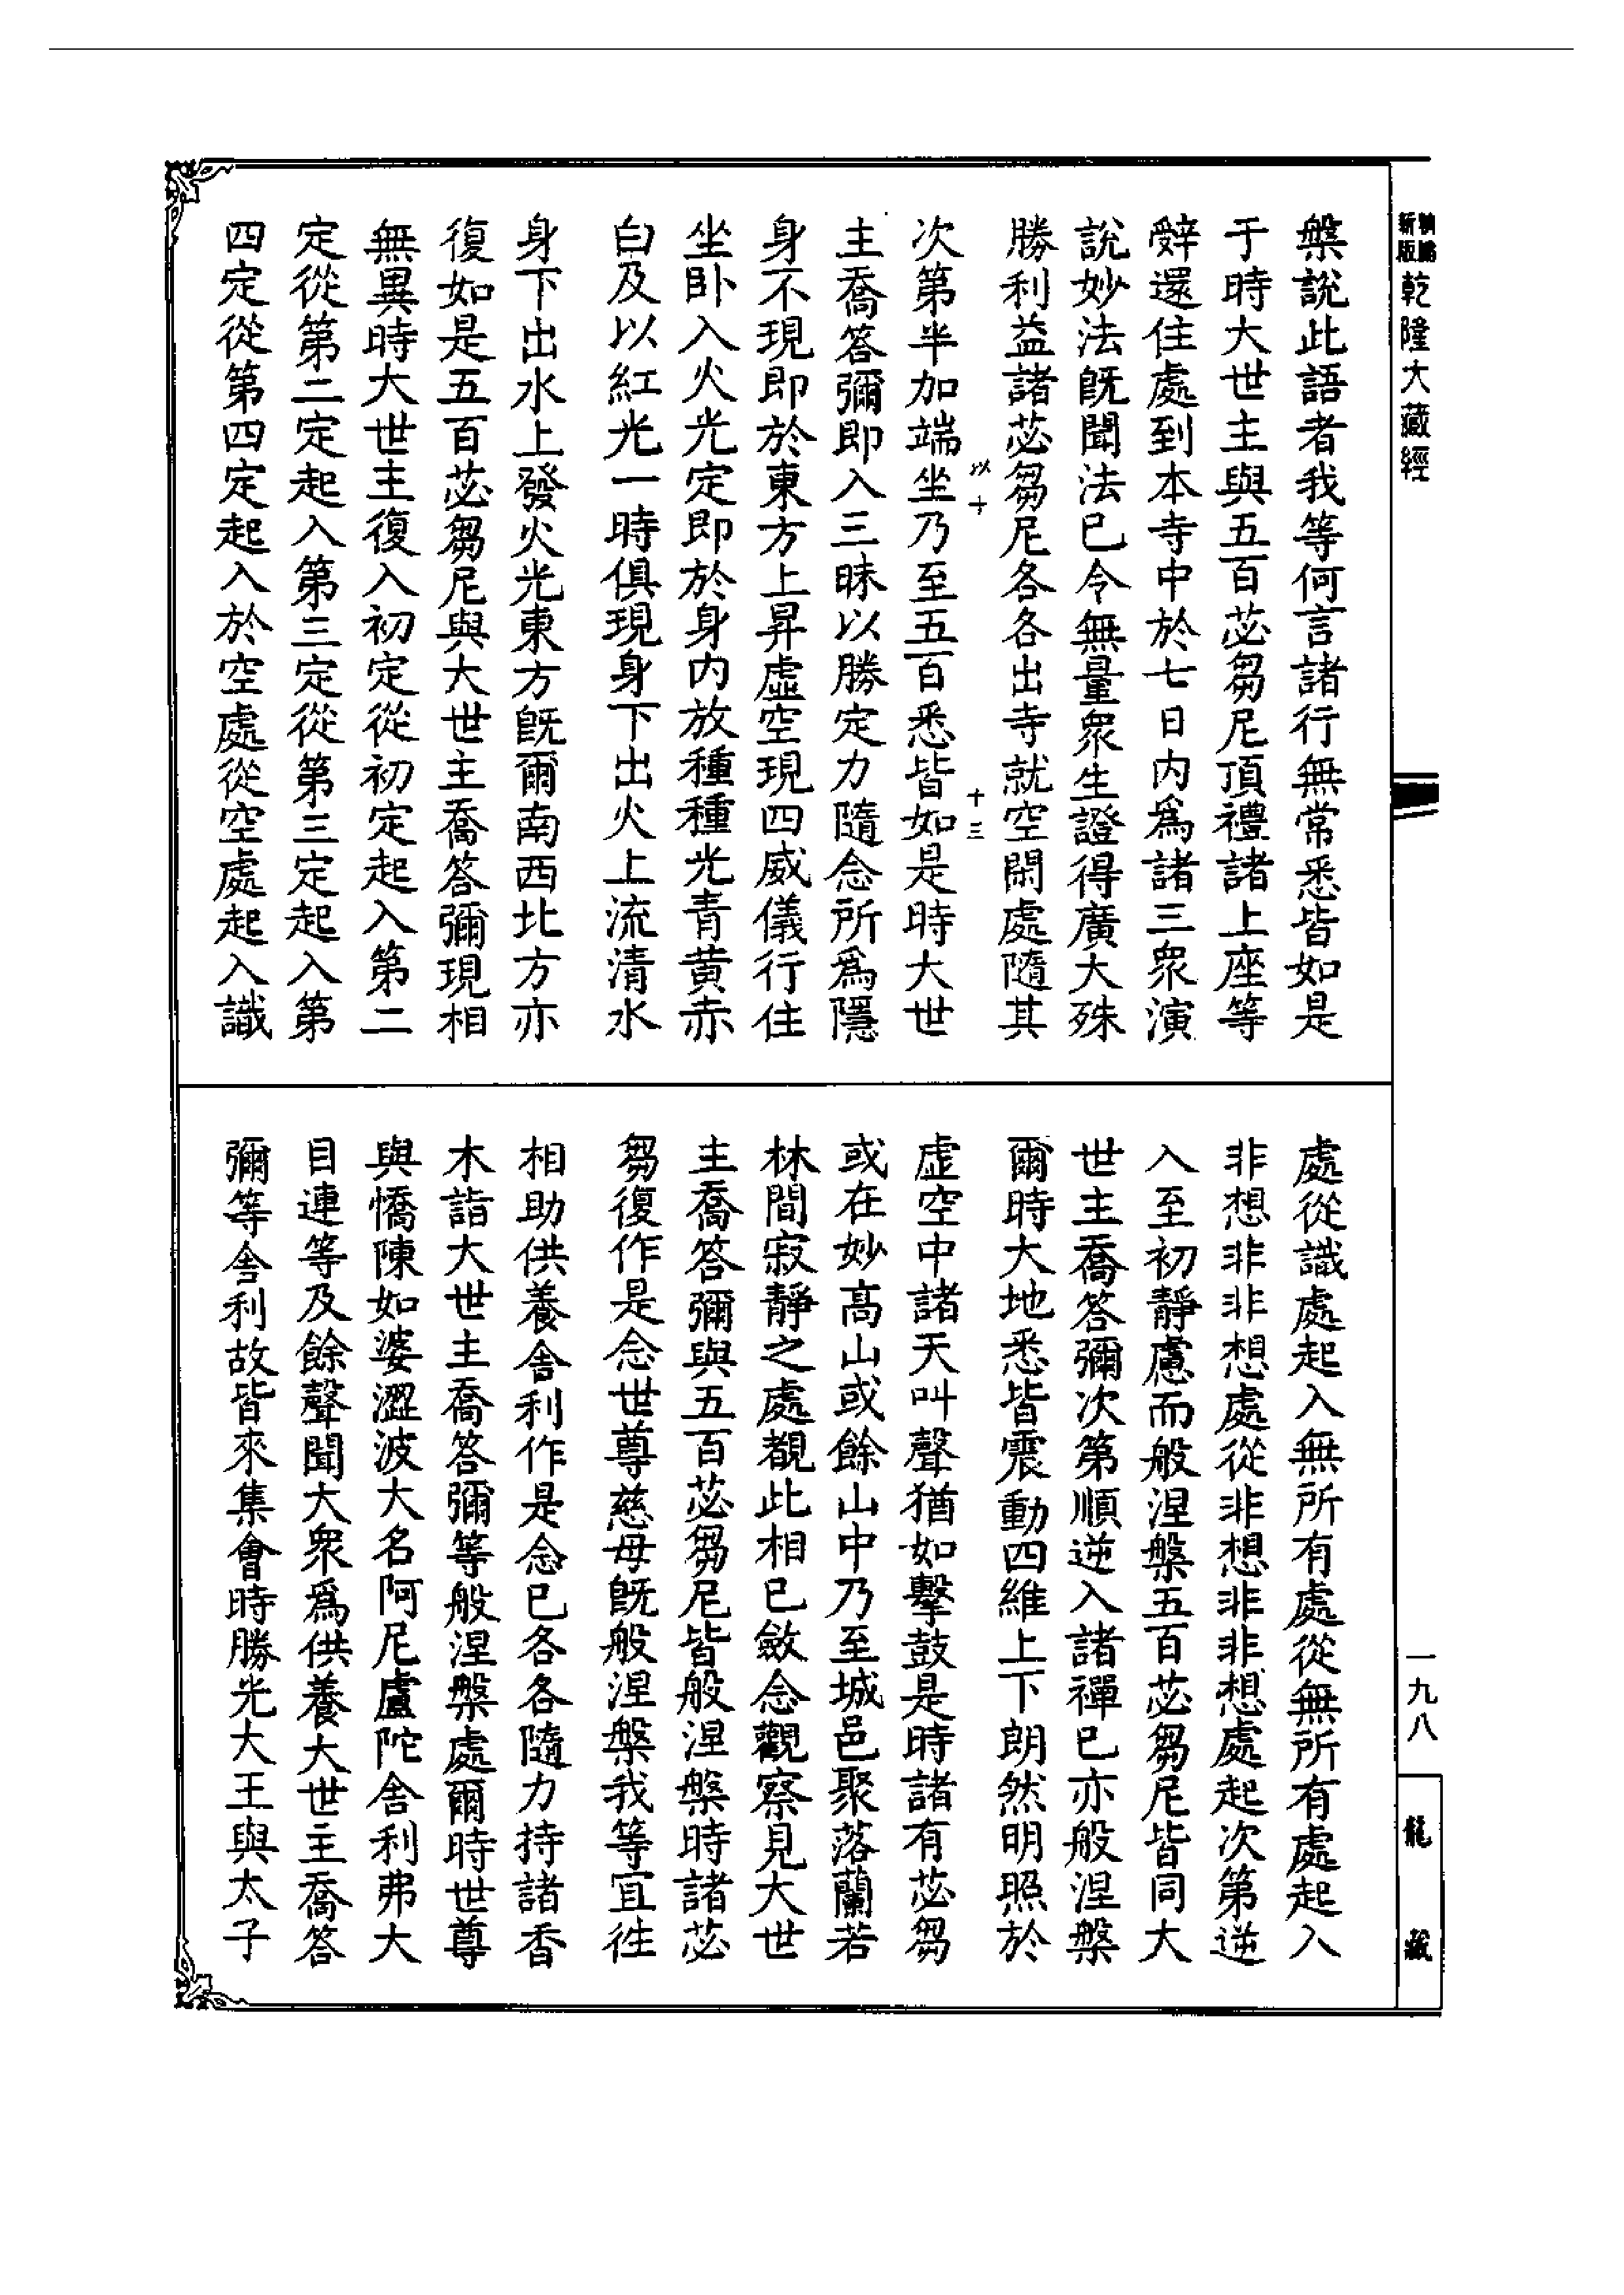 新版
乾隆大藏經
一九八
龍藏
槃說此語者我等何言諸行無常悉皆如是
于時大世主與五百苾芻尼頂禮諸上座等
辭還住處到本寺中於七日內爲諸三衆演
說妙法旣聞法已令無量衆生證得廣大殊
勝利益諸苾芻尼各各出寺就空閑處隨其
以十
十三
次第半加端坐乃至五百悉皆如是時大世
主喬答彌即入三昧以勝定力隨念所爲隱
身不現即於東方上昇虛空現四威儀行住
坐卧入火光定即於身内放種種光青黄赤
白及以紅光一時俱現身下出火上流清水
身下出水上發火光東方旣爾南西北方亦
復如是五百苾芻尼與大世主喬答彌現相
無異時大世主復入初定從初定起入第二
定從第二定起入第三定從第三定起入第
四定從第四定起入於空處從空處起入識
處從識處起入無所有處從無所有處起入
非想非非想處從非想非非想處起次第逆
入至初靜慮而般涅槃五百苾芻尼皆同大
世主喬答彌次第順逆入諸禪已亦般涅槃
爾時大地悉皆震動四維上下朗然明照於
虛空中諸天叫聲猶如擊鼓是時諸有苾芻
或在妙高山或餘山中乃至城邑聚落蘭若
林間寂靜之處覩此相已斂念觀察見大世
主喬答彌與五百苾芻尼皆般涅槃時諸苾
芻復作是念世尊慈母旣般涅槃我等宜往
相助供養舍利作是念已各各隨力持諸香
木詣大世主喬答彌等般涅槃處爾時世尊
與憍陳如婆澀波大名阿尼盧陀舍利弗大
目連等及餘聲聞大衆爲供養大世主喬答
彌等舍利故皆來集會時勝光大王與太子